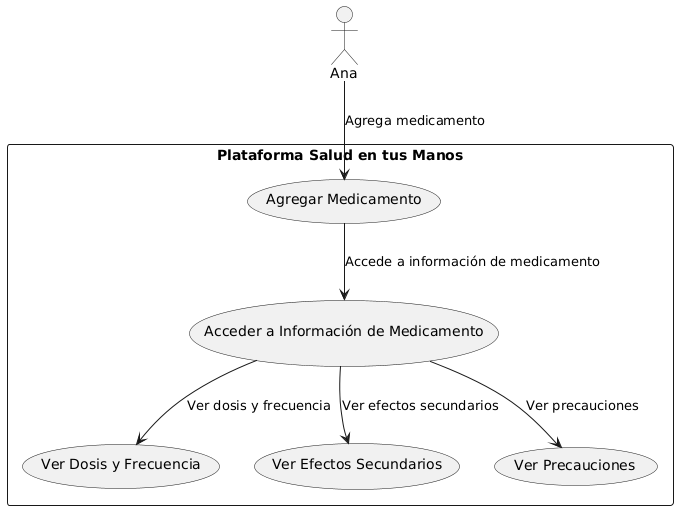 Ana
Agrega medicamento
Plataforma Salud en tus Manos
Agregar Medicamento
Accede a información de medicamento
Acceder a Información de Medicamento
Ver dosis y frecuencia
Ver efectos secundarios
Ver precauciones
Ver Dosis y Frecuencia
Ver Efectos Secundarios
Ver Precauciones